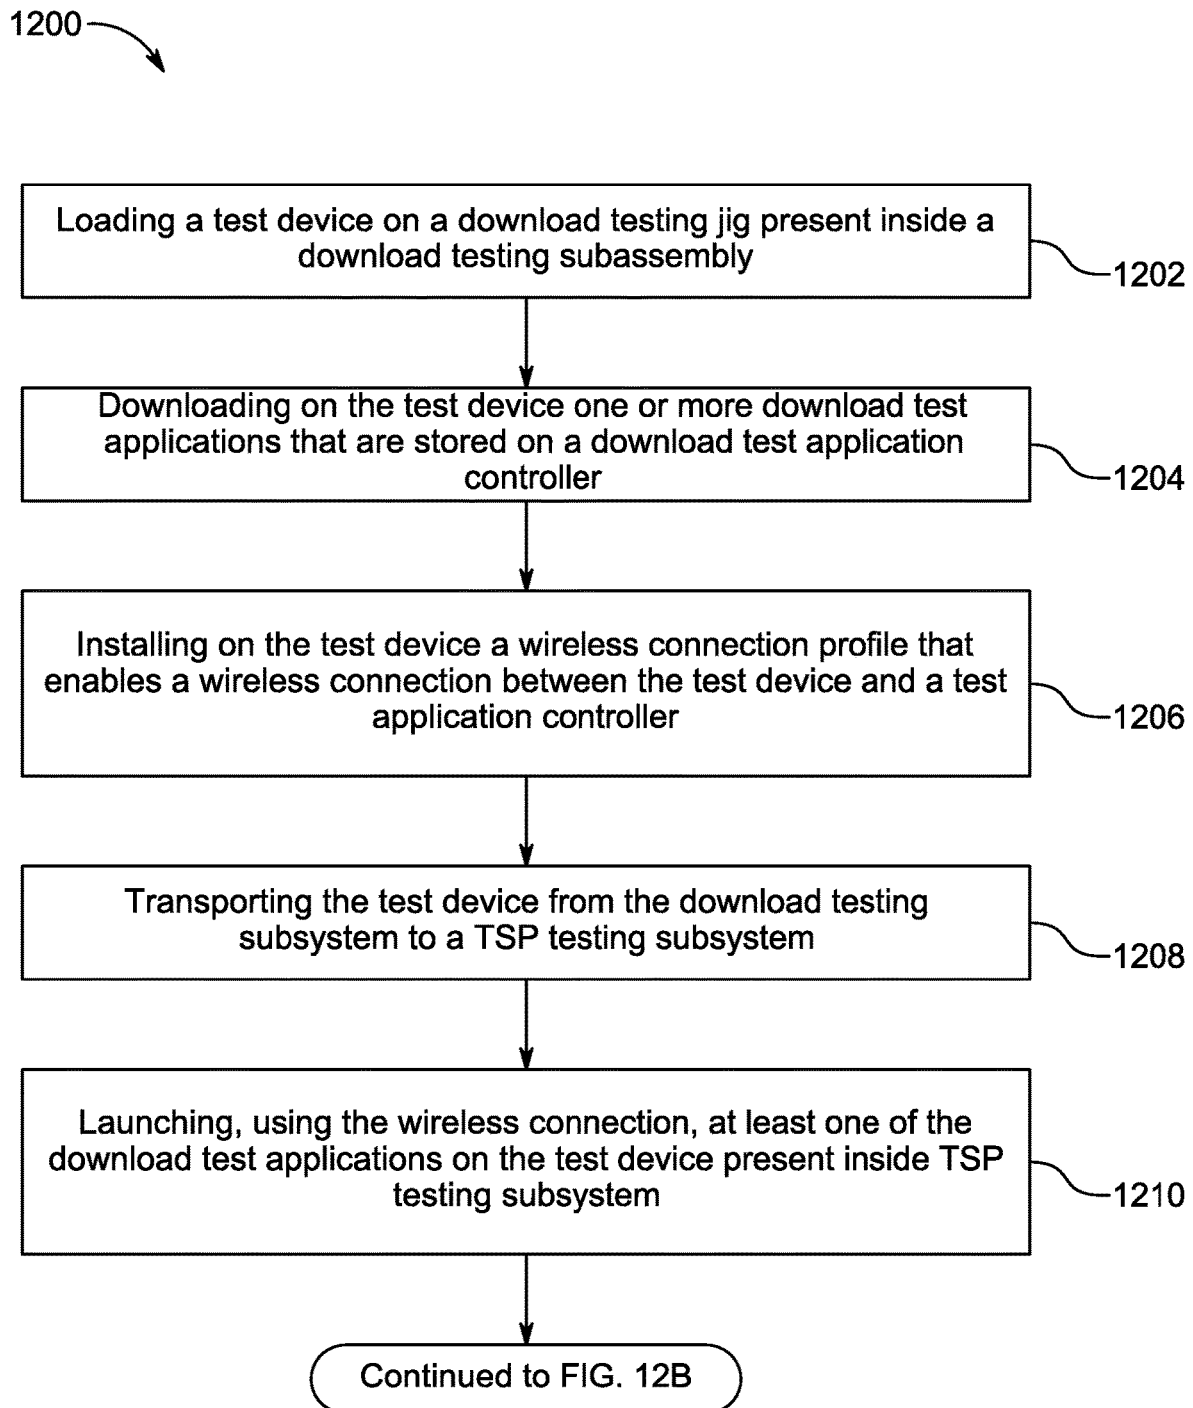 1200
Loading a test device on a download testing jig present inside a
download testing subassembly
1202
Downloading on the test device one or more download test
applications that are stored on a download test application
controller
1204
Installing on the test device a wireless connection profile that
enables a wireless connection between the test device and a test
application controller
1206
Transporting the test device from the download testing
subsystem to a TSP testing subsystem
1208
Launching, using the wireless connection, at least one of the
download test applications on the test device present inside TSP
testing subsystem
1210
Continued to FIG. 12B